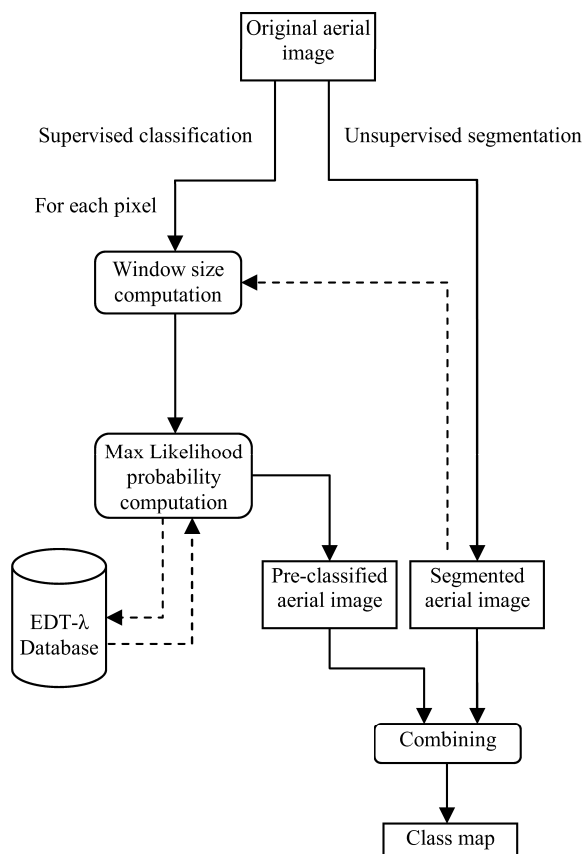 Original aerial
image
Supervised classification
Unsupervised segmentation
For each pixel
Window size
computation
Max Likelihood
probability
computation
EDT-λ
Database
Pre-classified
aerial image
Segmented
aerial image
Combining
Class map